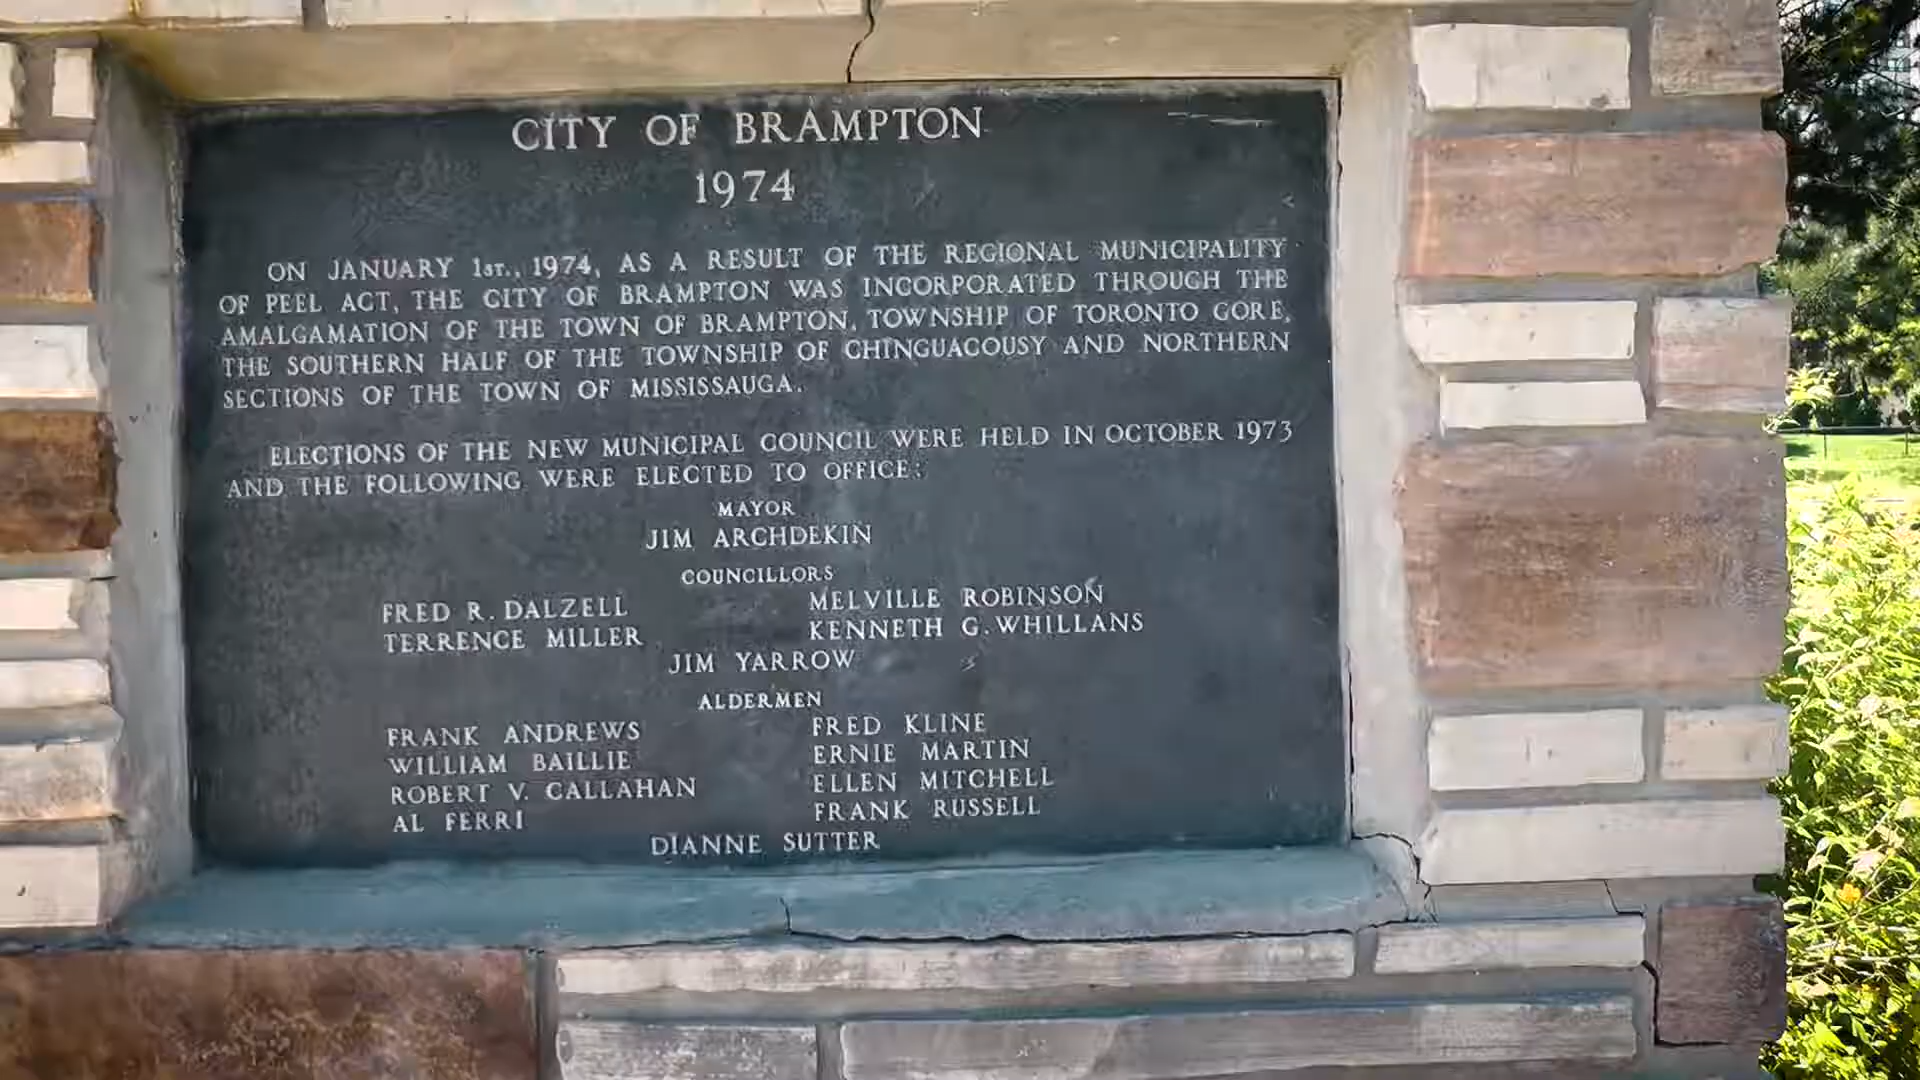 CITY OF BRAMPTON
1974
ON JANUARY 1ST., 1974, AS A RESULT OF THE REGIONAL MUNICIPALITY
OF PEEL ACT, THE CITY OF BRAMPTON WAS INCORPORATED THROUGH THE
AMALGAMATION OF THE TOWN OF BRAMPTON, TOWNSHIP OF TORONTO GORE,
THE SOUTHERN HALF OF THE TOWNSHIP OF CHINGUACOUSY AND NORTHERN
SECTIONS OF THE TOWN OF MISSISSAUGA.
ELECTIONS OF THE NEW MUNICIPAL COUNCIL WERE HELD IN OCTOBER 1973
AND THE FOLLOWING WERE ELECTED TO OFFICE:
MAYOR
JIM ARCHDEKIN
COUNCILLORS
FRED R. DALZELL MELVILLE ROBINSON
TERRENCE MILLER KENNETH G. WHILLANS
JIM YARROW
ALDERMEN
FRANK ANDREWS FRED KLINE
WILLIAM BAILLIE ERNIE MARTIN
ROBERT V. CALLAHAN ELLEN MITCHELL
AL FERRI FRANK RUSSELL
DIANNE SUTTER